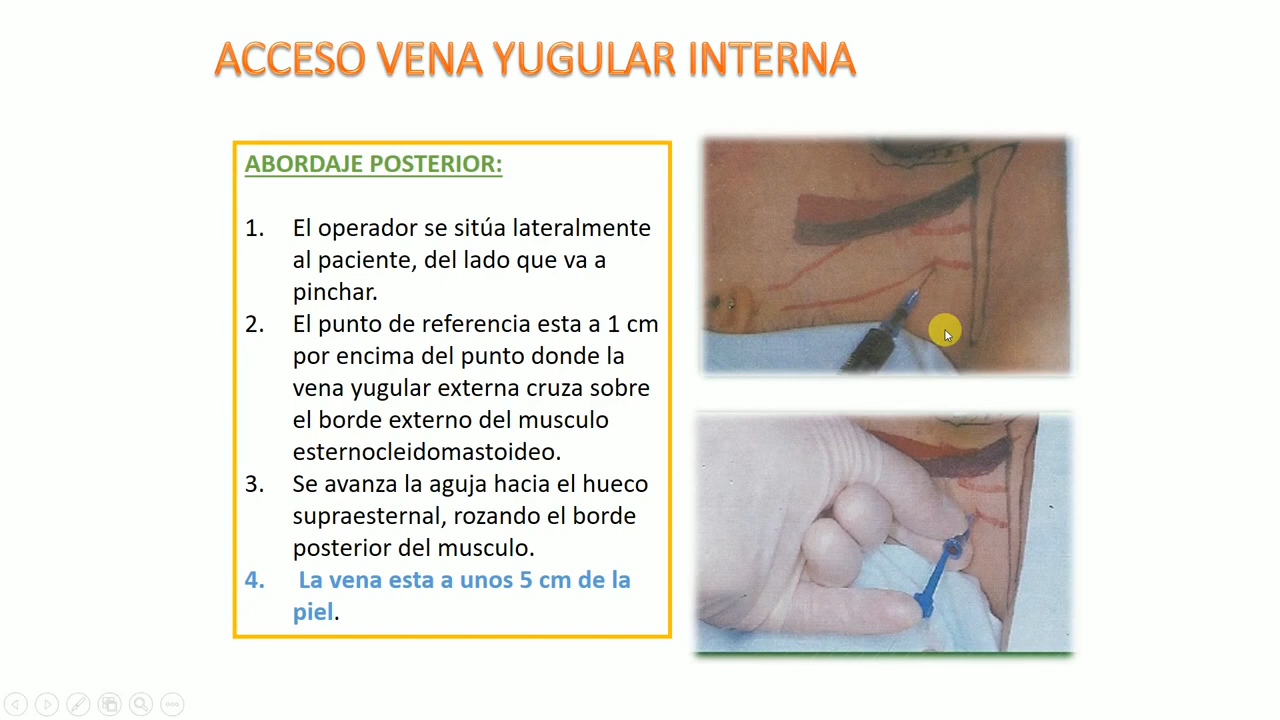 ACCESO VENA YUGULAR INTERNA
ABORDAJE POSTERIOR:
1. El operador se sitúa lateralmente
al paciente, del lado que va a
pinchar.
2. El punto de referencia esta a 1 cm
por encima del punto donde la
vena yugular externa cruza sobre
el borde externo del musculo
esternocleidomastoideo.
3. Se avanza la aguja hacia el hueco
supraesternal, rozando el borde
posterior del musculo.
4. La vena esta a unos 5 cm de la
piel.